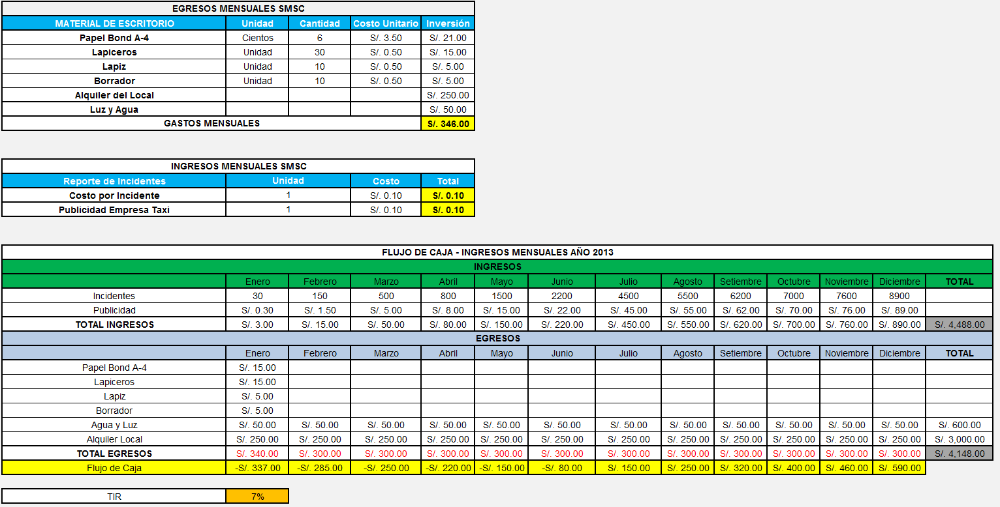 EGRESOS MENSUALES SMSC
MATERIAL DE ESCRITORIO Unidad Cantidad Costo Unitario Inversión
Papel Bond A-4 Cientos 6 S/. 3.50 S/. 21.00
Lapiceros Unidad 30 S/. 0.50 S/. 15.00
Lapiz Unidad 10 S/. 0.50 S/. 5.00
Borrador Unidad 10 S/. 0.50 S/. 5.00
Alquiler del Local S/. 250.00
Luz y Agua S/. 50.00
GASTOS MENSUALES S/. 346.00
INGRESOS MENSUALES SMSC
Reporte de Incidentes Unidad Costo Total
Costo por Incidente 1 S/. 0.10 S/. 0.10
Publicidad Empresa Taxi 1 S/. 0.10 S/. 0.10
FLUJO DE CAJA - INGRESOS MENSUALES AÑO 2013
INGRESOS
Enero Febrero Marzo Abril Mayo Junio Julio Agosto Setiembre Octubre Noviembre Diciembre TOTAL
Incidentes 30 150 500 800 1500 2200 4500 5500 6200 7000 7600 8900
Publicidad S/. 0.30 S/. 1.50 S/. 5.00 S/. 8.00 S/. 15.00 S/. 22.00 S/. 45.00 S/. 55.00 S/. 62.00 S/. 70.00 S/. 76.00 S/. 89.00
TOTAL INGRESOS S/. 3.00 S/. 15.00 S/. 50.00 S/. 80.00 S/. 150.00 S/. 220.00 S/. 450.00 S/. 550.00 S/. 620.00 S/. 700.00 S/. 760.00 S/. 890.00 S/. 4,488.00
EGRESOS
Enero Febrero Marzo Abril Mayo Junio Julio Agosto Setiembre Octubre Noviembre Diciembre TOTAL
Papel Bond A-4 S/. 15.00
Lapiceros S/. 15.00
Lapiz S/. 5.00
Borrador S/. 5.00
Agua y Luz S/. 50.00 S/. 50.00 S/. 50.00 S/. 50.00 S/. 50.00 S/. 50.00 S/. 50.00 S/. 50.00 S/. 50.00 S/. 50.00 S/. 50.00 S/. 50.00 S/. 600.00
Alquiler Local S/. 250.00 S/. 250.00 S/. 250.00 S/. 250.00 S/. 250.00 S/. 250.00 S/. 250.00 S/. 250.00 S/. 250.00 S/. 250.00 S/. 250.00 S/. 250.00 S/. 3,000.00
TOTAL EGRESOS S/. 340.00 S/. 300.00 S/. 300.00 S/. 300.00 S/. 300.00 S/. 300.00 S/. 300.00 S/. 300.00 S/. 300.00 S/. 300.00 S/. 300.00 S/. 300.00 S/. 4,148.00
Flujo de Caja -S/. 337.00 -S/. 285.00 -S/. 250.00 -S/. 220.00 -S/. 150.00 -S/. 80.00 S/. 150.00 S/. 250.00 S/. 320.00 S/. 400.00 S/. 460.00 S/. 590.00
TIR 7%